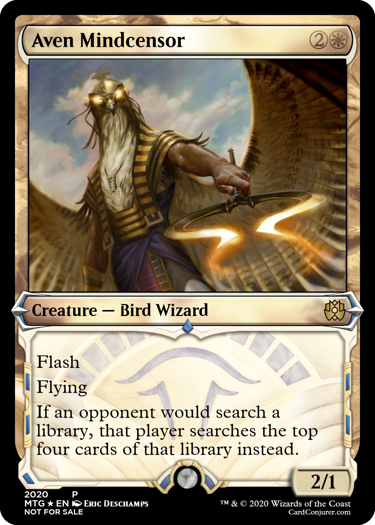 Aven Mindcensor 2
Creature — Bird Wizard
Flash
Flying
If an opponent would search a
library, that player searches the top
four cards of that library instead.
2/1
2020 P
MTG ★ EN Eric Deschamps
NOT FOR SALE
™ & © 2020 Wizards of the Coast
CardConjurer.com